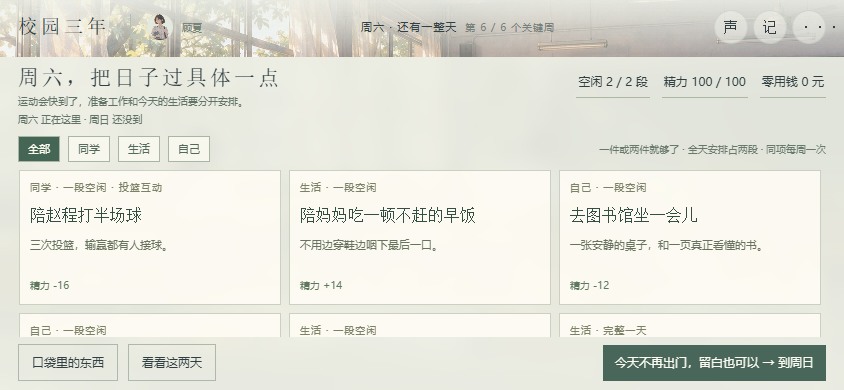 校园三年
顾夏
周六 · 还有一整天 第 6 / 6 个关键周
声 记 · · ·
周六，把日子过具体一点
空闲 2 / 2 段 精力 100 / 100 零用钱 0 元
运动会快到了，准备工作和今天的生活要分开安排。
周六 正在这里 · 周日 还没到
全部 同学 生活 自己
一件或两件就够了 · 全天安排占两段 · 同项每周一次
同学 · 一段空闲 · 投篮互动
陪赵程打半场球
三次投篮，输赢都有人接球。
精力 -16
生活 · 一段空闲
陪妈妈吃一顿不赶的早饭
不用边穿鞋边咽下最后一口。
精力 +14
自己 · 一段空闲
去图书馆坐一会儿
一张安静的桌子，和一页真正看懂的书。
精力 -12
自己 · 一段空闲
生活 · 一段空闲
生活 · 完整一天
口袋里的东西 看看这两天
今天不再出门，留白也可以 → 到周日